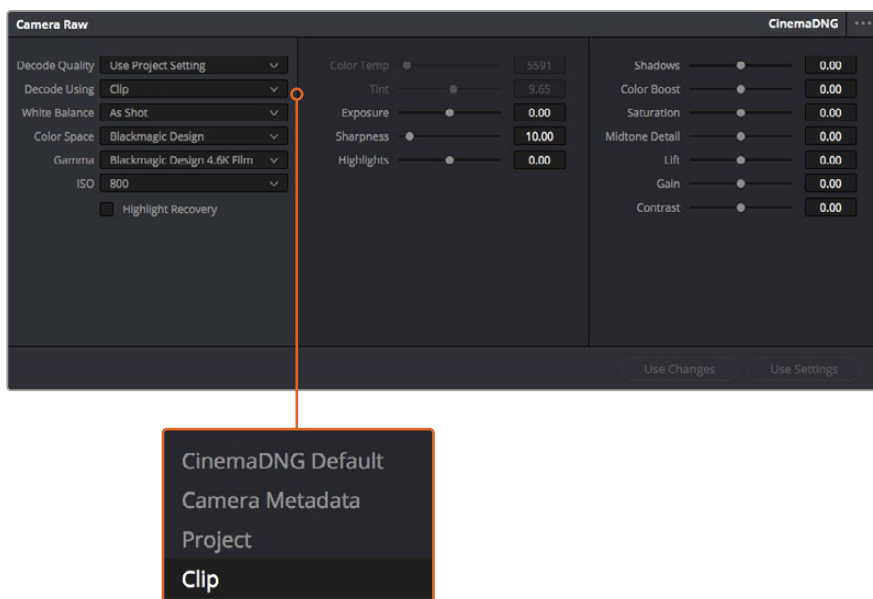 Camera Raw
CinemaDNG
Decode Quality Use Project Setting
Decode Using Clip
White Balance As Shot
Color Space Blackmagic Design
Gamma Blackmagic Design 4.6K Film
ISO 800
Highlight Recovery
Color Temp 5591
Tint 9.65
Exposure 0.00
Sharpness 10.00
Highlights 0.00
Shadows 0.00
Color Boost 0.00
Saturation 0.00
Midtone Detail 0.00
Lift 0.00
Gain 0.00
Contrast 0.00
Use Changes
Use Settings
CinemaDNG Default
Camera Metadata
Project
Clip